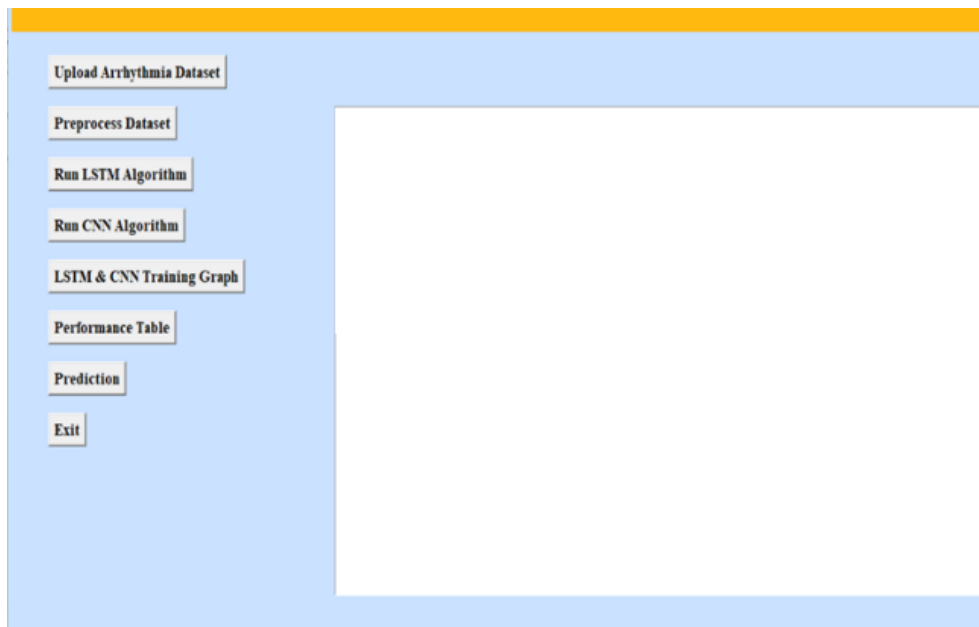 Upload Arrhythmia Dataset
Preprocess Dataset
Run LSTM Algorithm
Run CNN Algorithm
LSTM & CNN Training Graph
Performance Table
Prediction
Exit